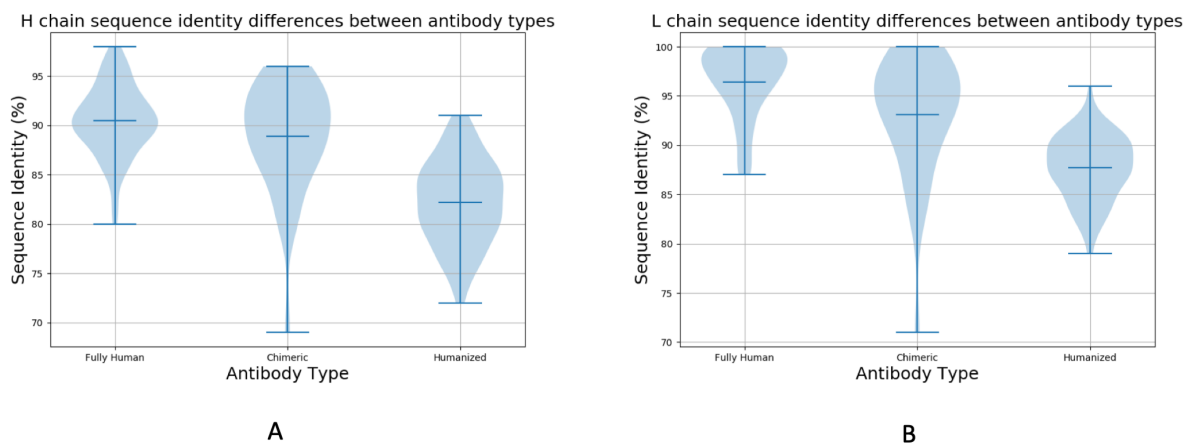 H chain sequence identity differences between antibody types
Sequence Identity (%)
95
90
85
80
75
70
Fully Human Chimeric Humanized
Antibody Type
A
L chain sequence identity differences between antibody types
Sequence Identity (%)
100
95
90
85
80
75
70
Fully Human Chimeric Humanized
Antibody Type
B